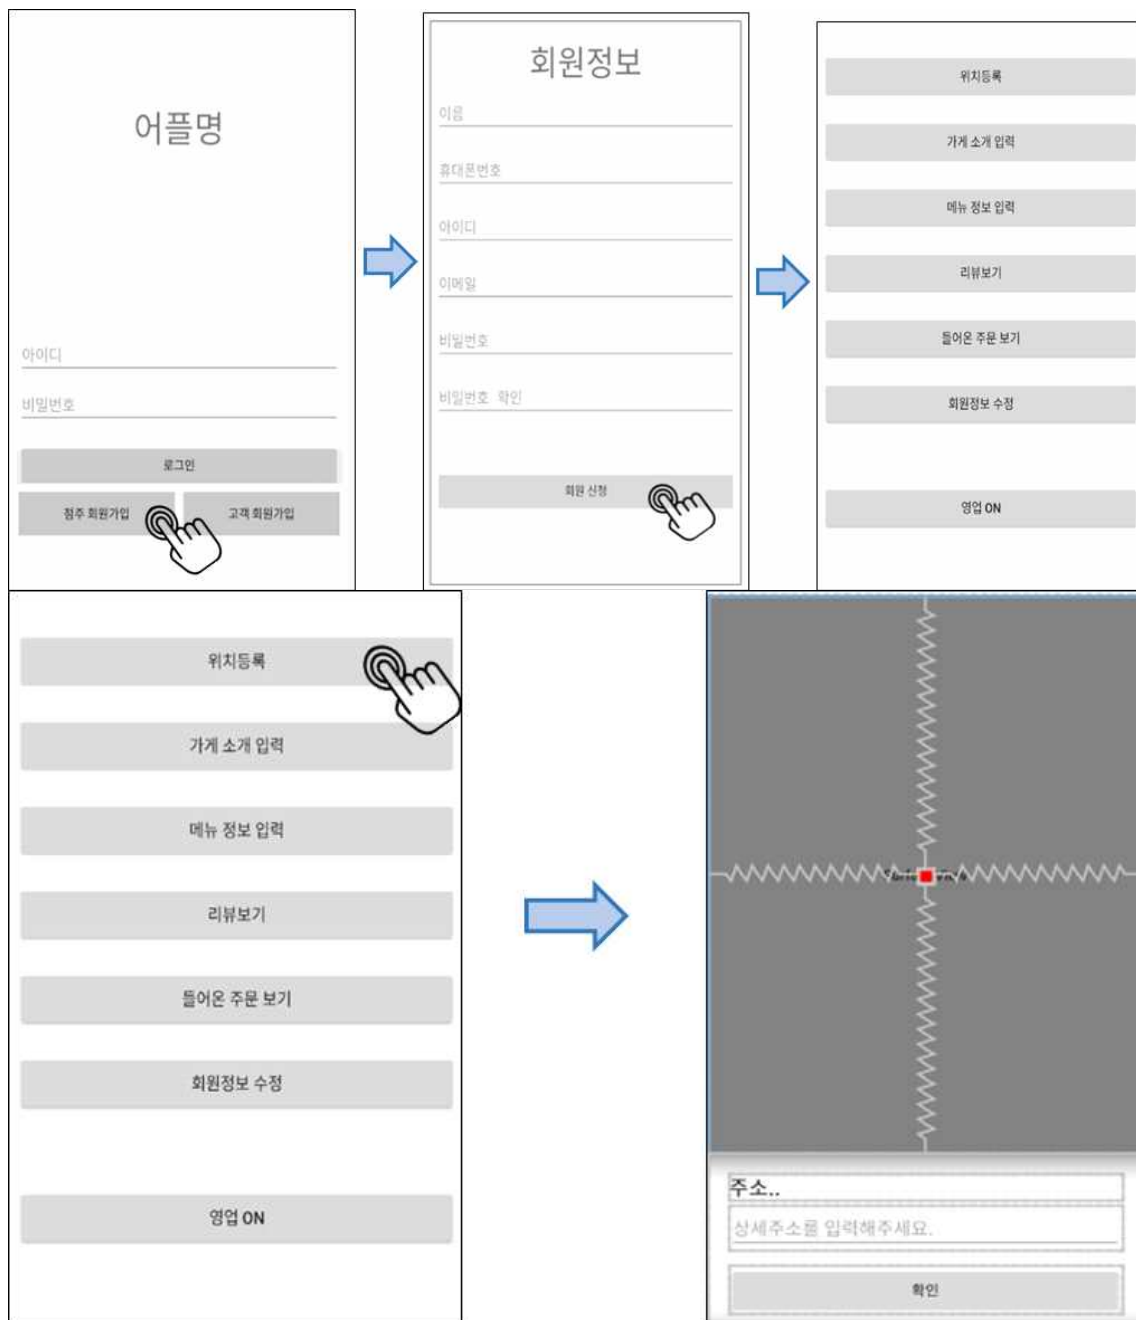 어플명
아이디
비밀번호
로그인
점주 회원가입
고객 회원가입
회원정보
이름
휴대폰번호
아이디
이메일
비밀번호
비밀번호 확인
회원 신청
위치등록
가게 소개 입력
메뉴 정보 입력
리뷰보기
들어온 주문 보기
회원정보 수정
영업 ON
위치등록
가게 소개 입력
메뉴 정보 입력
리뷰보기
들어온 주문 보기
회원정보 수정
영업 ON
주소..
상세주소를 입력해주세요.
확인